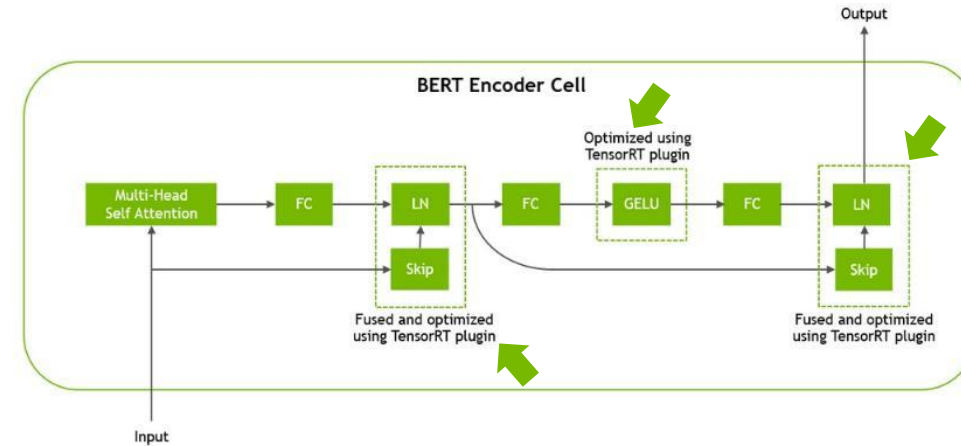 Output
BERT Encoder Cell
Optimized using
TensorRT plugin
Multi-Head
Self Attention
FC
LN
FC
GELU
FC
LN
Skip
Skip
Fused and optimized
using TensorRT plugin
Fused and optimized
using TensorRT plugin
Input